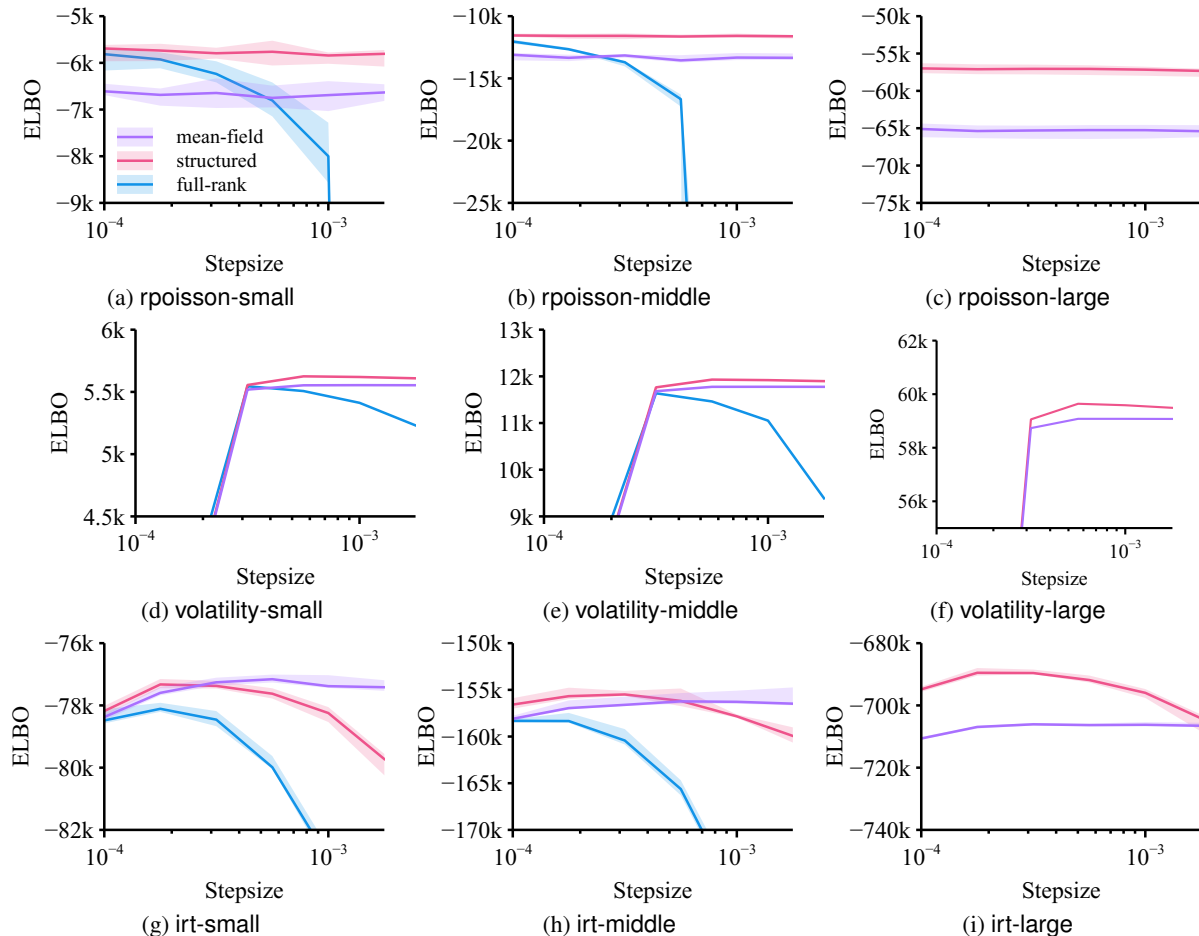 ELBO
−5k
−6k
−7k
−8k
−9k
mean-field
structured
full-rank
10⁻⁴
10⁻³
Stepsize
(a) rpoisson-small
ELBO
−10k
−15k
−20k
−25k
10⁻⁴
10⁻³
Stepsize
(b) rpoisson-middle
ELBO
−50k
−55k
−60k
−65k
−70k
−75k
10⁻⁴
10⁻³
Stepsize
(c) rpoisson-large
ELBO
6k
5.5k
5k
4.5k
10⁻⁴
10⁻³
Stepsize
(d) volatility-small
ELBO
13k
12k
11k
10k
9k
10⁻⁴
10⁻³
Stepsize
(e) volatility-middle
ELBO
62k
60k
58k
56k
10⁻⁴
10⁻³
Stepsize
(f) volatility-large
ELBO
−76k
−78k
−80k
−82k
10⁻⁴
10⁻³
Stepsize
(g) irt-small
ELBO
−150k
−155k
−160k
−165k
−170k
10⁻⁴
10⁻³
Stepsize
(h) irt-middle
ELBO
−680k
−700k
−720k
−740k
10⁻⁴
10⁻³
Stepsize
(i) irt-large